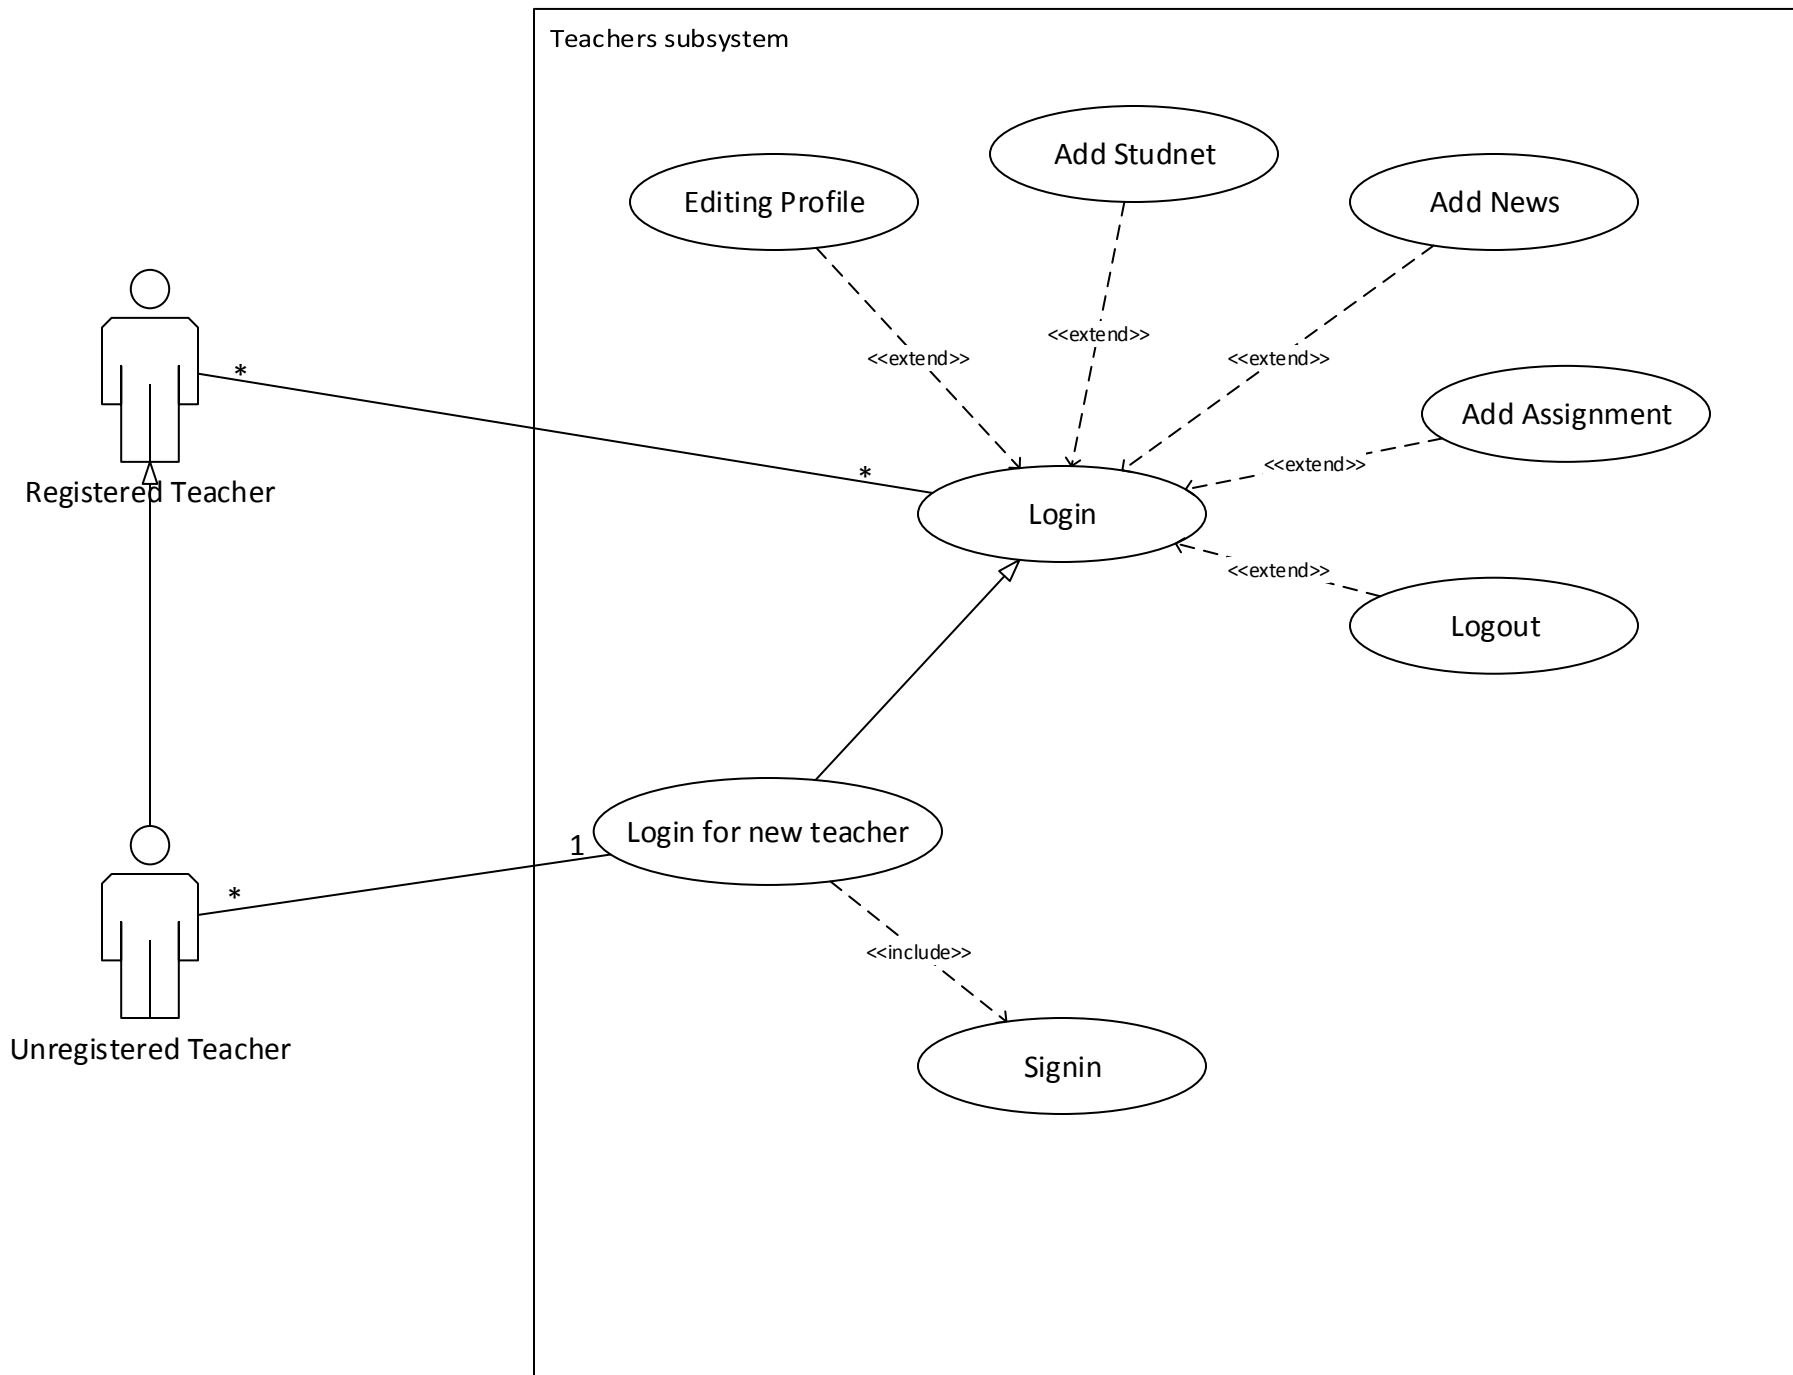 Teachers subsystem
Add Studnet
Editing Profile
Add News
<<extend>>
<<extend>>
<<extend>>
*
Add Assignment
<<extend>>
*
Registered Teacher
Login
<<extend>>
Logout
Login for new teacher
1
*
<<include>>
Unregistered Teacher
Signin